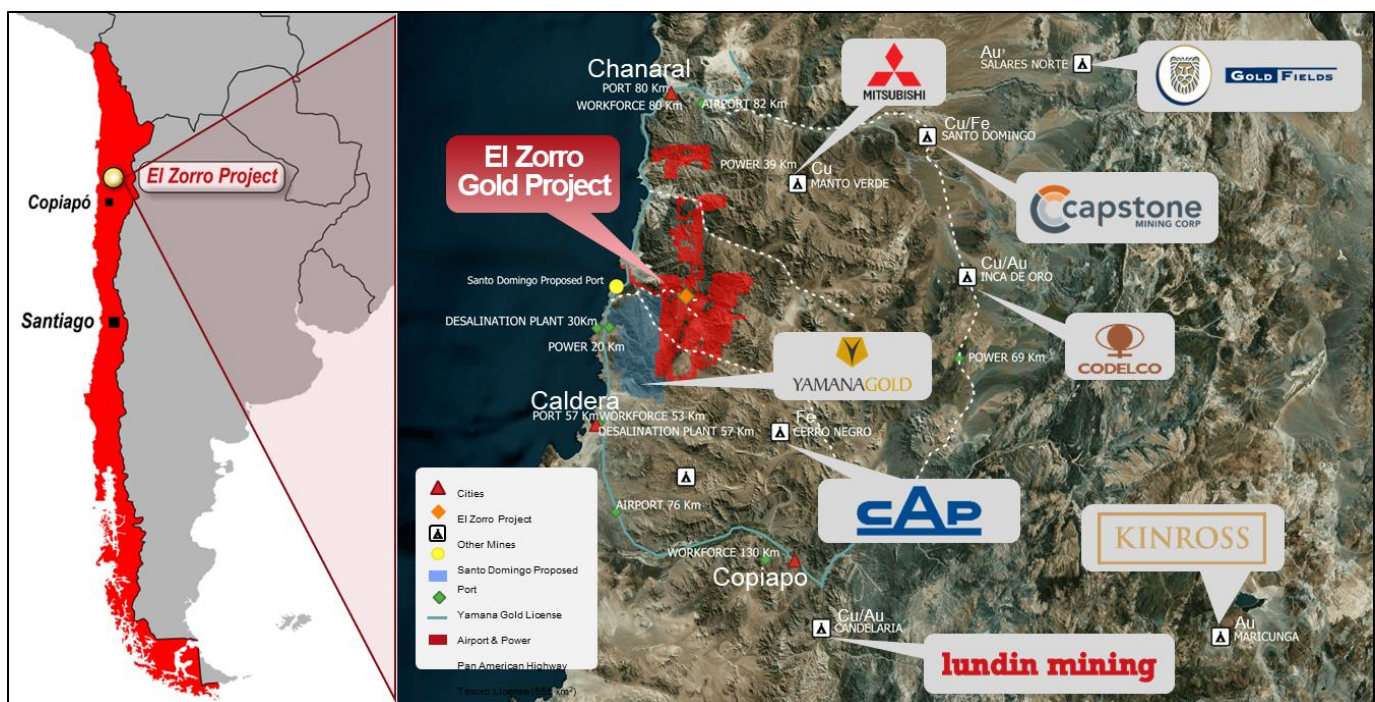 El Zorro Project
Copiapó
Santiago
Chanaral
PORT 80 Km
WORKFORCE 80 Km
AIRPORT 82 Km
MITSUBISHI
Au
SALARES NORTE
GOLD FIELDS
El Zorro
Gold Project
POWER 39 Km
Cu
MANTO VERDE
Cu/Fe
SANTO DOMINGO
capstone
MINING CORP
Santo Domingo Proposed Port
Cu/Au
INCA DE ORO
DESALINATION PLANT 30Km
POWER 20 Km
YAMANAGOLD
CODELCO
POWER 69 Km
Caldera
PORT 57 Km
WORKFORCE 53 Km
DESALINATION PLANT 57 Km
Fe
CERRO NEGRO
CAP
AIRPORT 76 Km
KINROSS
WORKFORCE 130 Km
Copiapo
Cu/Au
CANDELARIA
lundin mining
Au
MARICUNGA
Cities
El Zorro Project
Other Mines
Santo Domingo Proposed
Port
Yamana Gold License
Airport & Power
Pan American Highway
Tasoro License